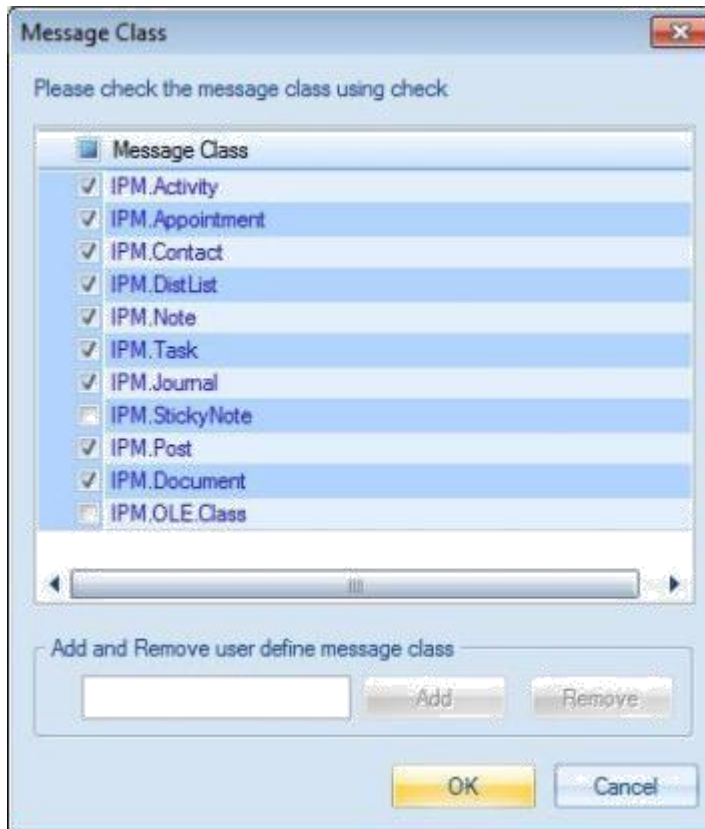 Message Class
Please check the message class using check
Message Class
IPM.Activity
IPM.Appointment
IPM.Contact
IPM.DistList
IPM.Note
IPM.Task
IPM.Journal
IPM.StickyNote
IPM.Post
IPM.Document
IPM.OLE.Class
Add and Remove user define message class
Add Remove
OK Cancel